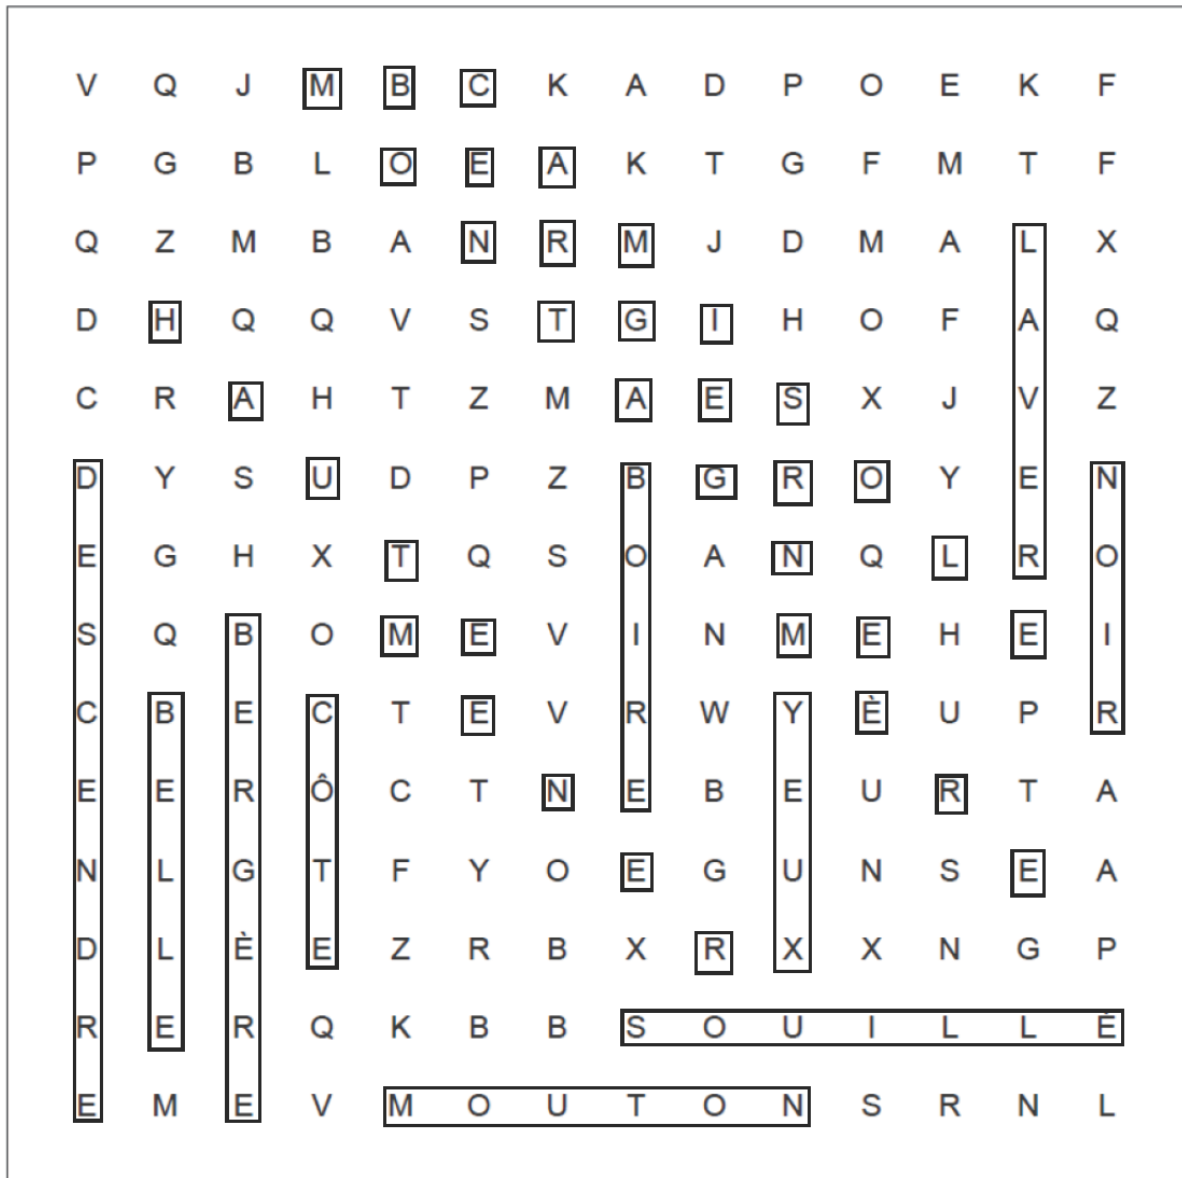 V Q J M B C K A D P O E K F
P G B L O E A K T G F M T F
Q Z M B A N R M J D M A L X
D H Q Q V S T G I H O F A Q
C R A H T Z M A E S X J V Z
D Y S U D P Z B G R O Y E N
E G H X T Q S O A N Q L R O
S Q B O M E V I N M E H E I
C B E C T E V R W Y È U P R
E E R Ô C T N E B E U R T A
N L G T F Y O E G U N S E A
D L È E Z R B X R X X N G P
R E R Q K B B S O U I L L É
E M E V M O U T O N S R N L